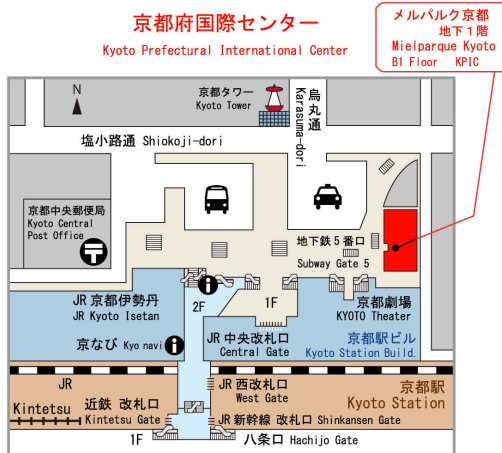 京都府国際センター
Kyoto Prefectural International Center
メルパルク京都
地下1階
Mielparque Kyoto
B1 Floor KPIC
N
京都タワー
Kyoto Tower
烏丸通
Karasuma-dori
塩小路通 Shiokoji-dori
京都中央郵便局
Kyoto Central
Post Office
地下鉄5番口
Subway Gate 5
JR 京都伊勢丹
JR Kyoto Isetan
2F
1F
京都劇場
KYOTO Theater
京なび Kyo navi
JR 中央改札口
Central Gate
京都駅ビル
Kyoto Station Build.
JR
JR 西改札口
West Gate
京都駅
Kyoto Station
Kintetsu
近鉄 改札口
Kintetsu Gate
JR 新幹線 改札口 Shinkansen Gate
1F
八条口 Hachijo Gate